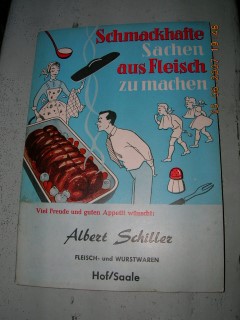 Schmackhafte
Sachen
aus Fleisch
zu machen
Viel Freude und guten Appetit wünscht:
Albert Schiller
FLEISCH- und WURSTWAREN
Hof/Saale